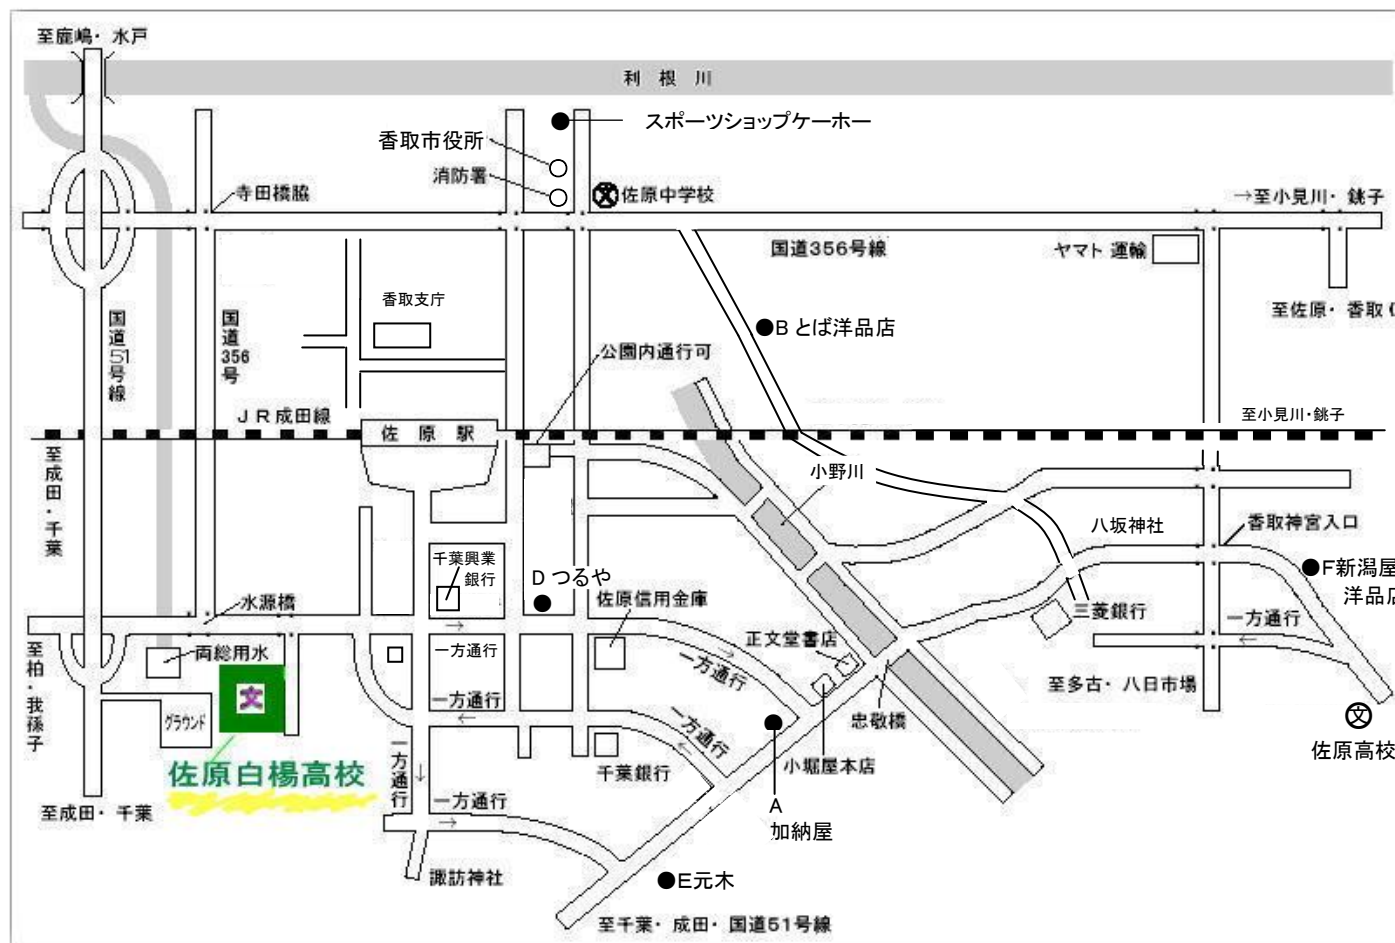 至鹿嶋・水戸
利根川
スポーツショップケーホー
香取市役所
消防署
佐原中学校
寺田橋脇
→至小見川・銚子
国道356号線
ヤマト運輸
香取支庁
国道51号線
国道356号
Bとば洋品店
至佐原・香取
公園内通行可
JR成田線
佐原駅
至小見川・銚子
至成田・千葉
小野川
八坂神社
香取神宮入口
千葉興業
銀行
Dつるや
F新潟屋
洋品店
水源橋
佐原信用金庫
三菱銀行
一方通行
→
正文堂書店
一方通行
←
両総用水
一方通行
→
一方通行
至柏・我孫子
文
一方通行
←
一方通行
←
至多古・八日市場
グラウンド
忠敬橋
文
佐原高校
佐原白楊高校
一方通行
↓
千葉銀行
小堀屋本店
至成田・千葉
一方通行
→
A
加納屋
諏訪神社
E元木
至千葉・成田・国道51号線